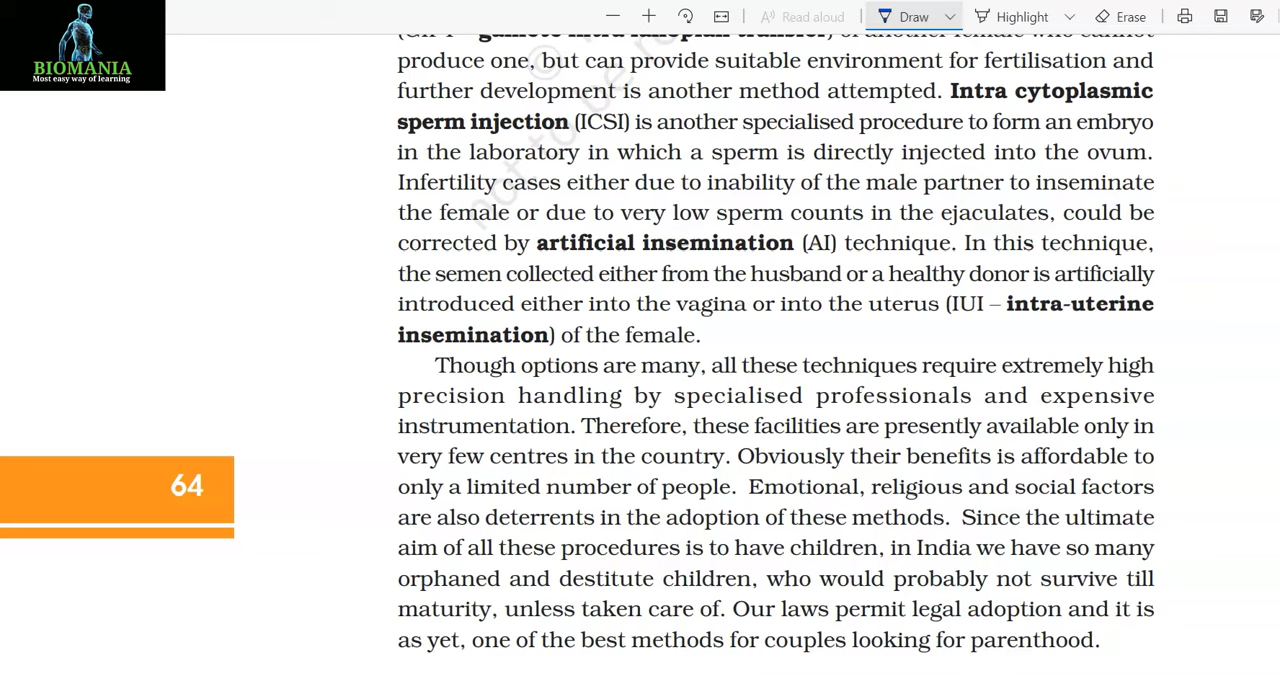 BIOMANIA
Most easy way of learning
Read aloud
Draw
Highlight
Erase
produce one, but can provide suitable environment for fertilisation and
further development is another method attempted. Intra cytoplasmic
sperm injection (ICSI) is another specialised procedure to form an embryo
in the laboratory in which a sperm is directly injected into the ovum.
Infertility cases either due to inability of the male partner to inseminate
the female or due to very low sperm counts in the ejaculates, could be
corrected by artificial insemination (AI) technique. In this technique,
the semen collected either from the husband or a healthy donor is artificially
introduced either into the vagina or into the uterus (IUI – intra-uterine
insemination) of the female.
Though options are many, all these techniques require extremely high
precision handling by specialised professionals and expensive
instrumentation. Therefore, these facilities are presently available only in
very few centres in the country. Obviously their benefits is affordable to
only a limited number of people. Emotional, religious and social factors
are also deterrents in the adoption of these methods. Since the ultimate
aim of all these procedures is to have children, in India we have so many
orphaned and destitute children, who would probably not survive till
maturity, unless taken care of. Our laws permit legal adoption and it is
as yet, one of the best methods for couples looking for parenthood.
64
© 
not to be re